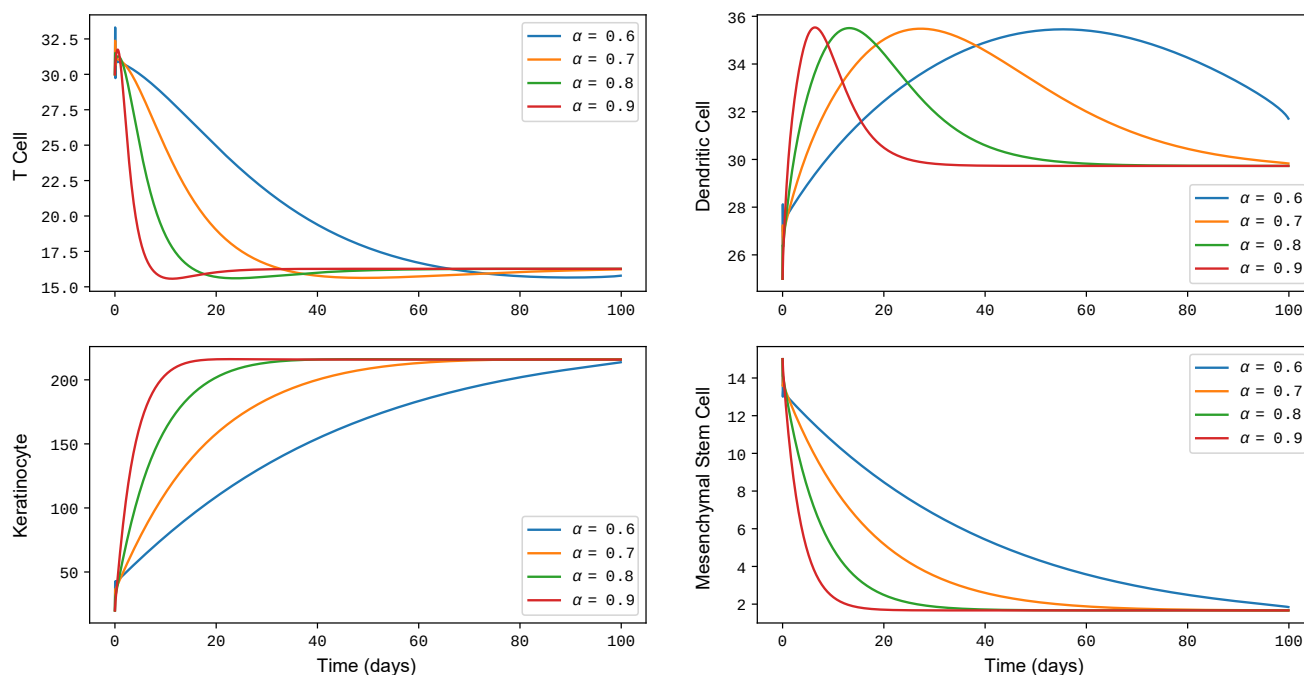 T Cell
32.5
30.0
27.5
25.0
22.5
20.0
17.5
15.0
0 20 40 60 80 100
α = 0.6
α = 0.7
α = 0.8
α = 0.9
Dendritic Cell
36
34
32
30
28
26
0 20 40 60 80 100
α = 0.6
α = 0.7
α = 0.8
α = 0.9
Keratinocyte
200
150
100
50
0 20 40 60 80 100
Time (days)
α = 0.6
α = 0.7
α = 0.8
α = 0.9
Mesenchymal Stem Cell
14
12
10
8
6
4
2
0 20 40 60 80 100
Time (days)
α = 0.6
α = 0.7
α = 0.8
α = 0.9